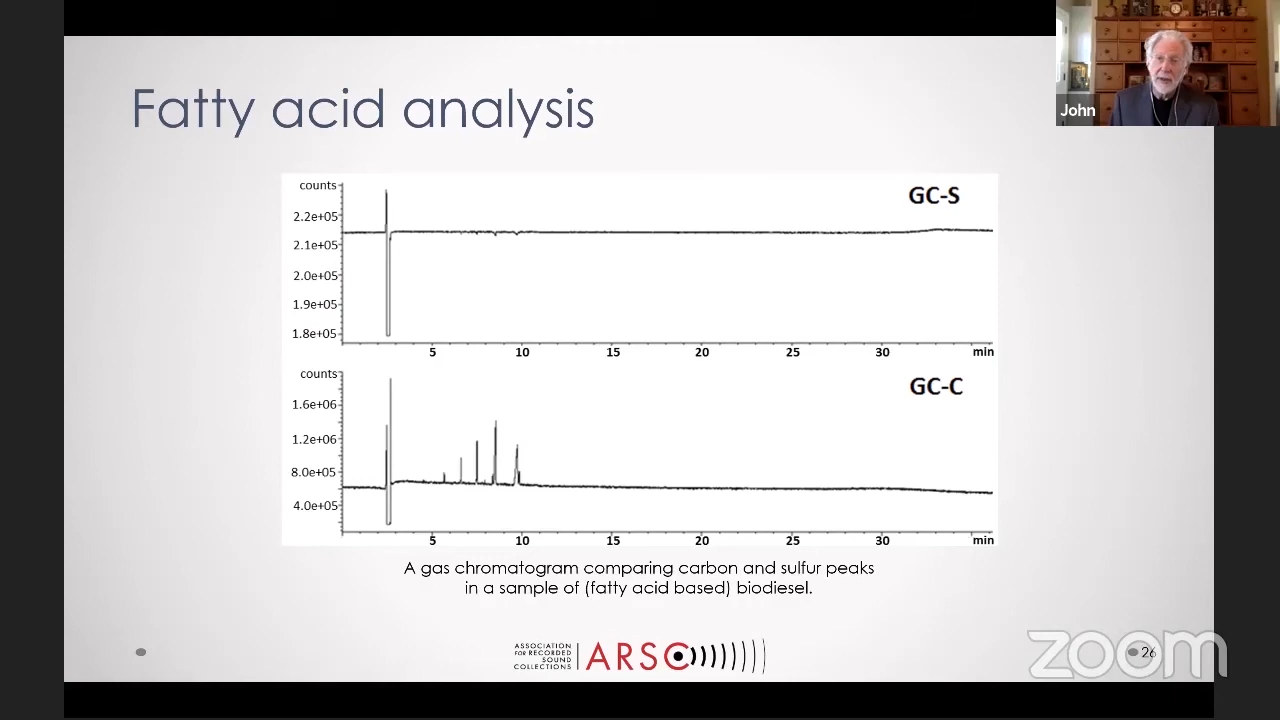 Fatty acid analysis
John
counts
GC-S
2.2e+05
2.1e+05
2.0e+05
1.9e+05
1.8e+05
5 10 15 20 25 30 min
counts
GC-C
1.6e+06
1.2e+06
8.0e+05
4.0e+05
5 10 15 20 25 30 min
A gas chromatogram comparing carbon and sulfur peaks
in a sample of (fatty acid based) biodiesel.
ASSOCIATION
FOR RECORDED
SOUND
COLLECTIONS
ARSC
zoom
26